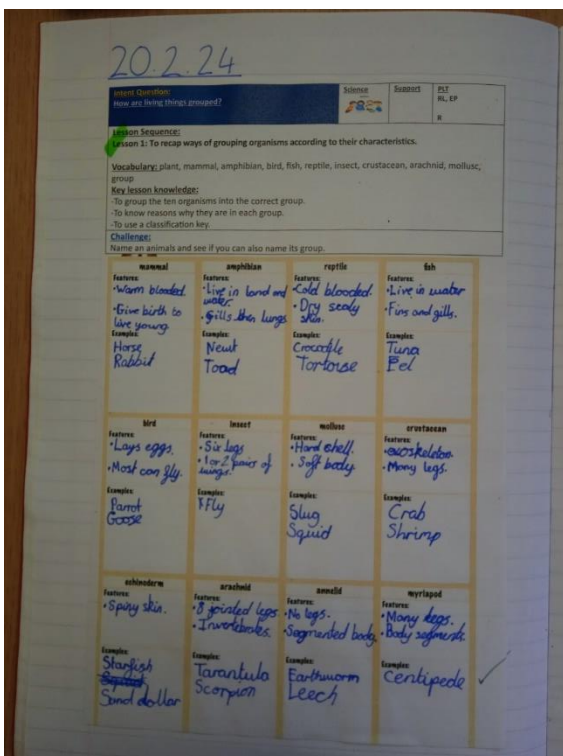 20.2.24
Intent Question:
How are living things grouped?
Science
Support
PLT
RL, EP
R
Lesson Sequence:
Lesson 1: To recap ways of grouping organisms according to their characteristics.
Vocabulary: plant, mammal, amphibian, bird, fish, reptile, insect, crustacean, arachnid, mollusc,
group
Key lesson knowledge:
-To group the ten organisms into the correct group.
-To know reasons why they are in each group.
-To use a classification key.
Challenge:
Name an animals and see if you can also name its group.
mammal
Features:
•Warm blooded.
•Give birth to
live young.
Examples:
Horse
Rabbit
amphibian
Features:
•Live in land and
water.
•Gills then lungs
Examples:
Newt
Toad
reptile
Features:
•Cold blooded.
•Dry scaly
skin.
Examples:
Crocodile
Tortoise
fish
Features:
•Live in water
•Fins and gills.
Examples:
Tuna
Eel
bird
Features:
•Lays eggs.
•Most can fly.
Examples:
Parrot
Goose
insect
Features:
•Six legs
•1 or 2 pairs of
wings.
Examples:
Fly
mollusc
Features:
•Hard shell.
•Soft body
Examples:
Slug
Squid
crustacean
Features:
•exoskeleton
•Many legs.
Examples:
Crab
Shrimp
echinoderm
Features:
•Spiny skin.
Examples:
Starfish
Sand dollar
arachnid
Features:
•8 jointed legs
•Invertebrates.
Examples:
Tarantula
Scorpion
annelid
Features:
•No legs.
•Segmented body
Examples:
Earthworm
Leech
myriapod
Features:
•Many legs.
•Body segments.
Examples:
Centipede